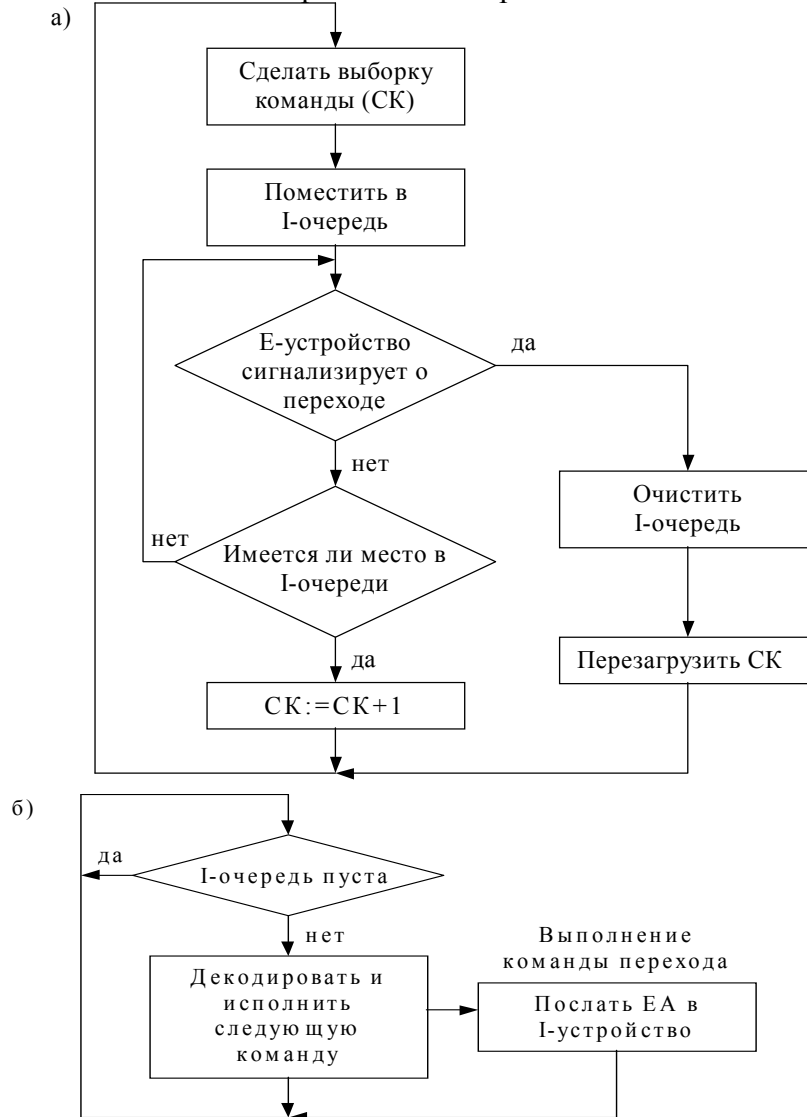 а)
Сделать выборку
команды (СК)
Поместить в
I-очередь
Е-устройство
сигнализирует о
переходе
да
нет
Очистить
I-очередь
нет
Имеется ли место в
I-очереди
да
Перезагрузить СК
СК:=СК+1
б)
да
I-очередь пуста
нет
Выполнение
команды перехода
Декодировать и
исполнить
следующую
команду
Послать ЕА в
I-устройство